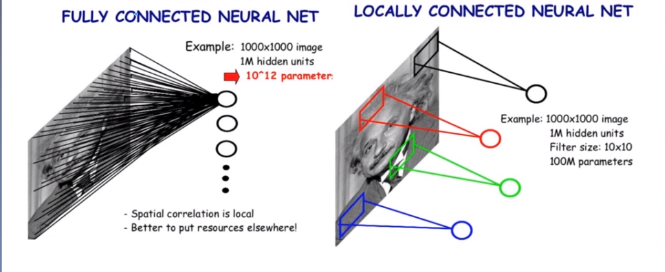 FULLY CONNECTED NEURAL NET
Example: 1000x1000 image
1M hidden units
10^12 parameter
- Spatial correlation is local
- Better to put resources elsewhere!
LOCALLY CONNECTED NEURAL NET
Example: 1000x1000 image
1M hidden units
Filter size: 10x10
100M parameters